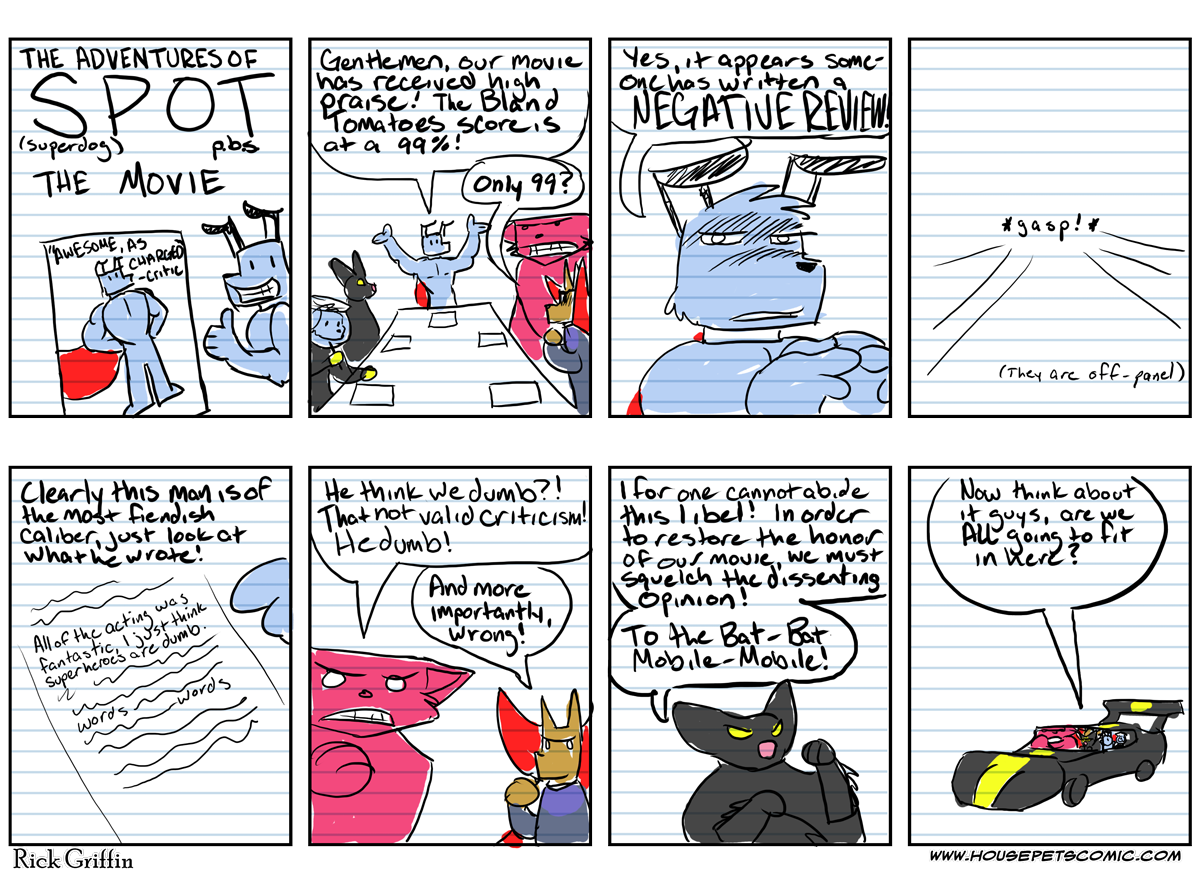 THE ADVENTURES OF
SPOT
(superdog) p.b.s
THE MOVIE
"AWESOME, AS
CHARGED"
-critic
Gentlemen, our movie
has received high
praise! The Bland
Tomatoes score is
at a 99%!
Only 99?
Yes, it appears some-
one has written a
NEGATIVE REVIEW!
*gasp!*
(They are off-panel)
Clearly this man is of
the most fiendish
caliber, just look at
what he wrote!
All of the acting was
fantastic, I just think
superheroes are dumb.
words words
He think we dumb?!
That not valid criticism!
He dumb!
And more
importantly,
wrong!
I for one cannot abide
this libel! In order
to restore the honor
of our movie, we must
squelch the dissenting
opinion!
To the Bat-Bat
Mobile-Mobile!
Now think about
it guys, are we
All going to fit
in here?
Rick Griffin
WWW.HOUSEPETSCOMIC.COM